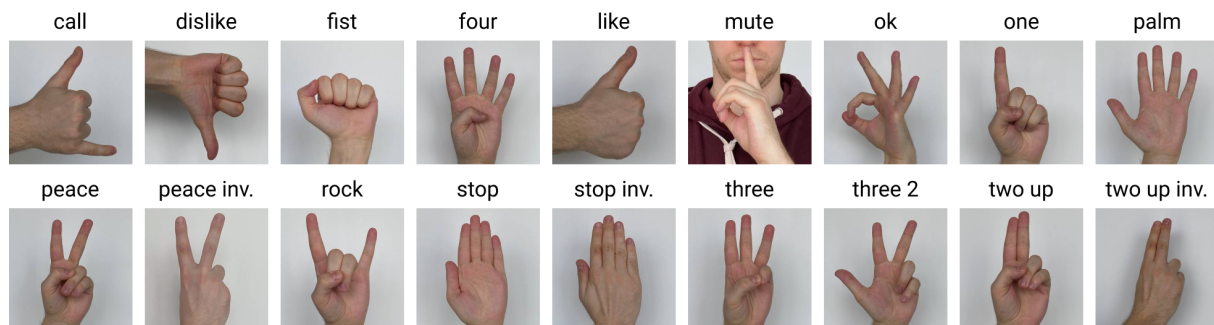 call dislike fist four like mute ok one palm
peace peace inv. rock stop stop inv. three three 2 two up two up inv.